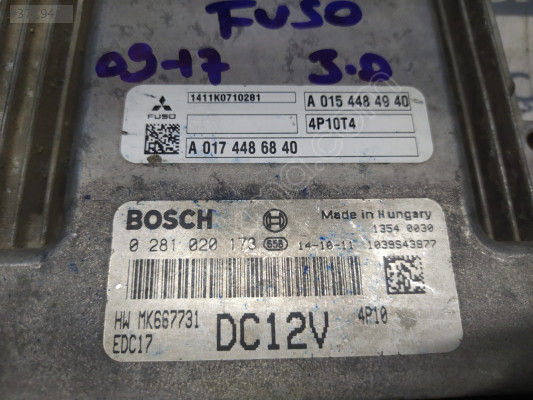 FUSO
09-17 3.0
1411K0710281
A 015 448 49 40
FUSO
4P10T4
A 017 448 68 40
BOSCH
Made in Hungary
1354 0030
0 281 020 173 658 14-10-11 1039S43877
HW MK667731
DC12V
4P10
EDC17